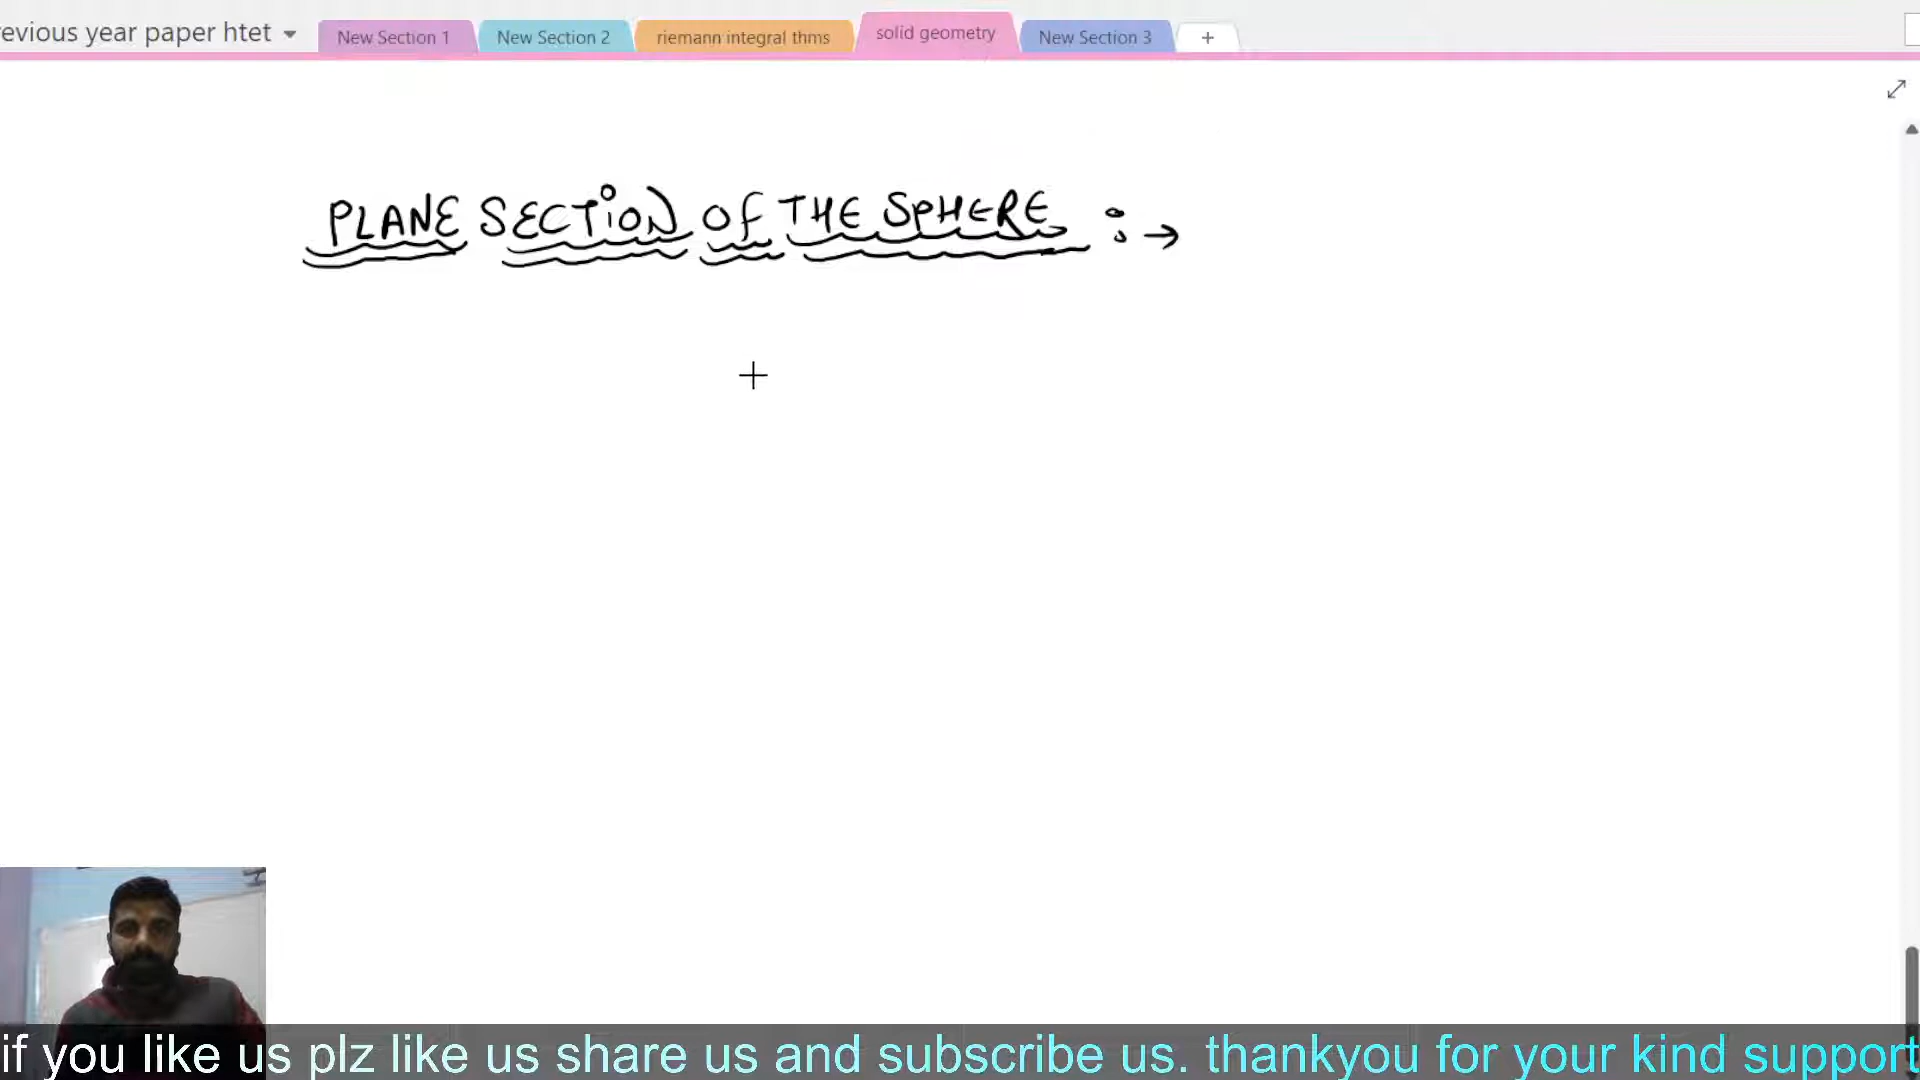 evious year paper htet
New Section 1
New Section 2
riemann integral thms
solid geometry
New Section 3
+
PLANE SECTION OF THE SPHERE :→
if you like us plz like us share us and subscribe us. thankyou for your kind support